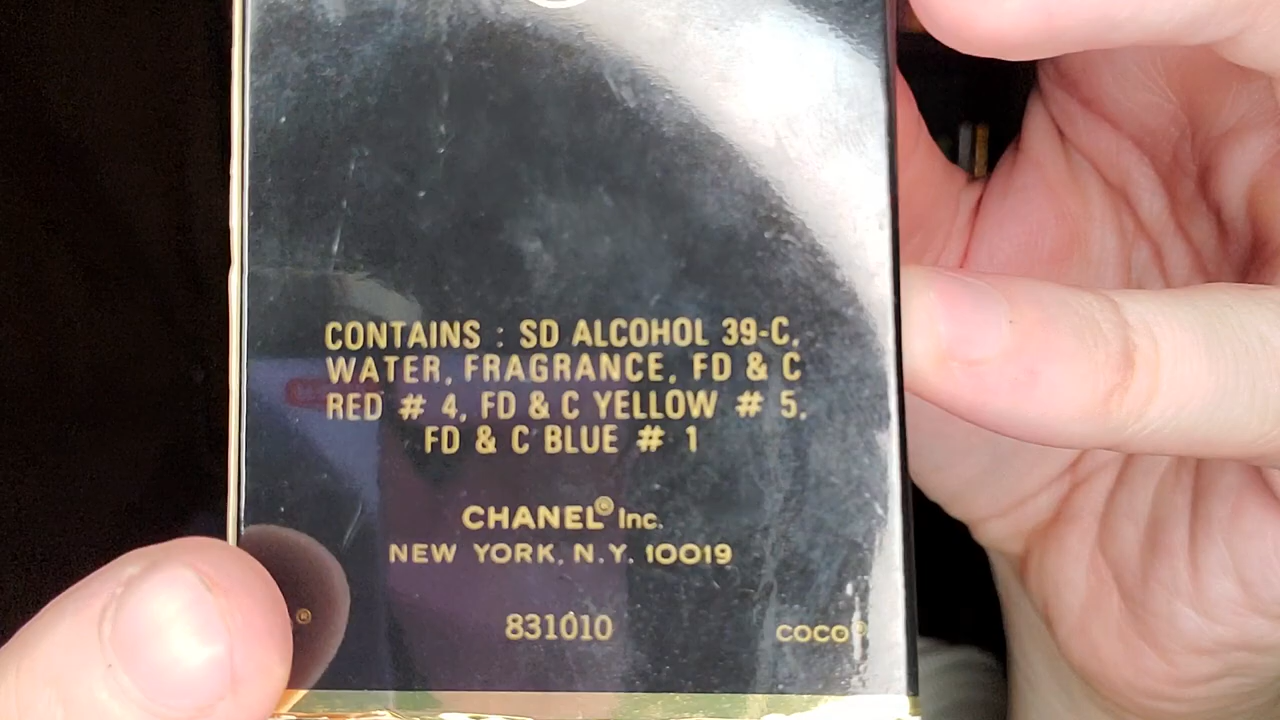 CONTAINS : SD ALCOHOL 39-C,
WATER, FRAGRANCE, FD & C
RED # 4, FD & C YELLOW # 5,
FD & C BLUE # 1
CHANEL® Inc.
NEW YORK, N.Y. 10019
831010
® COCO®